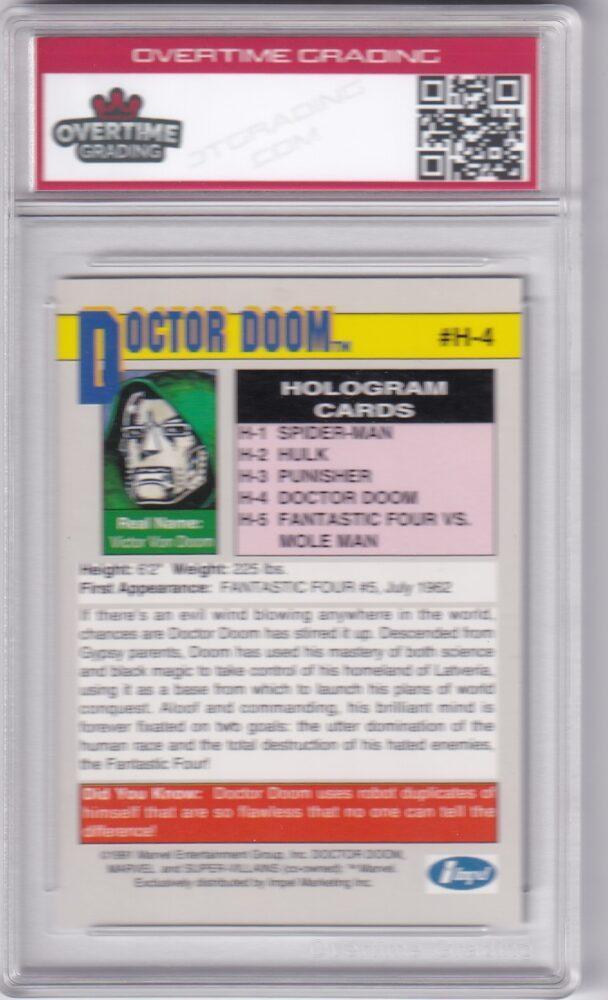 OVERTIME GRADING
OVERTIME
GRADING
OTGRADING
.COM
DOCTOR DOOM™
#H-4
HOLOGRAM
CARDS
H-1 SPIDER-MAN
H-2 HULK
H-3 PUNISHER
H-4 DOCTOR DOOM
H-5 FANTASTIC FOUR VS.
MOLE MAN
Real Name:
Victor Von Doom
Height: 6'2" Weight: 225 lbs.
First Appearance: FANTASTIC FOUR #5, July 1962
If there's an evil wind blowing anywhere in the world,
chances are Doctor Doom has stirred it up. Descended from
Gypsy parents, Doom has used his mastery of both science
and black magic to take control of his homeland of Latveria,
using it as a base from which to launch his plans of world
conquest. Aloof and commanding, his brilliant mind is
forever fixated on two goals: the utter domination of the
human race and the total destruction of his hated enemies,
the Fantastic Four!
Did You Know: Doctor Doom uses robot duplicates of
himself that are so flawless that no one can tell the
difference!
©1991 Marvel Entertainment Group, Inc. DOCTOR DOOM,
MARVEL and SUPER-VILLAINS (co-owned): ™Marvel.
Exclusively distributed by Impel Marketing Inc.
impel
Overtime Grading